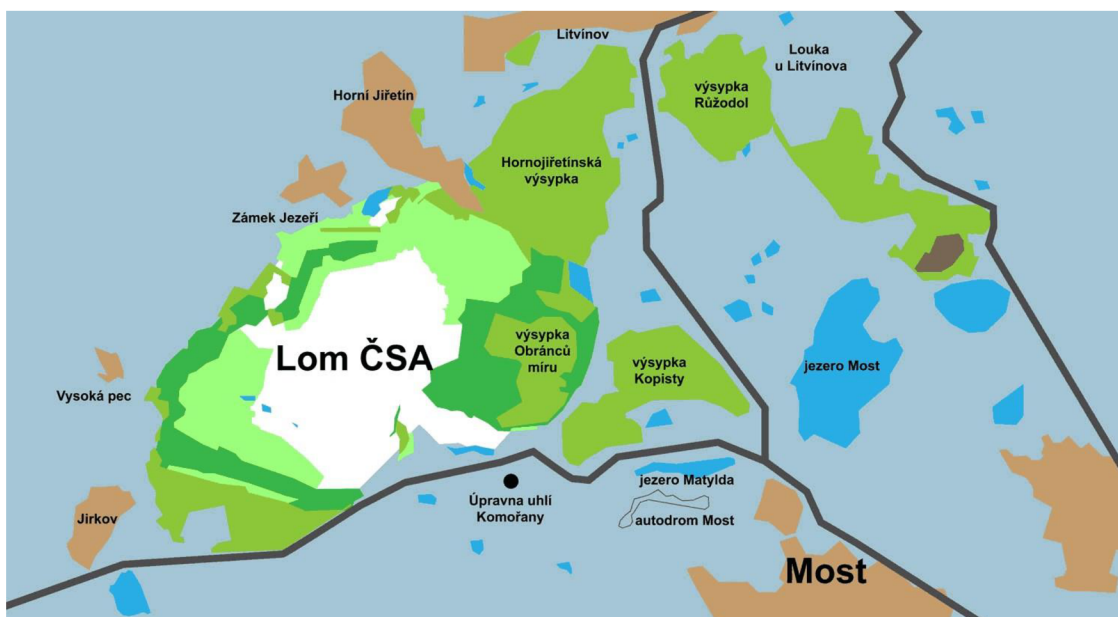 Litvínov
Louka
u Litvínova
výsypka
Růžodol
Horní Jiřetín
Hornojiřetínská
výsypka
Zámek Jezeří
Lom ČSA
výsypka
Obránců
míru
výsypka
Kopisty
jezero Most
Vysoká pec
jezero Matylda
Úpravna uhlí
Komořany
autodrom Most
Jirkov
Most